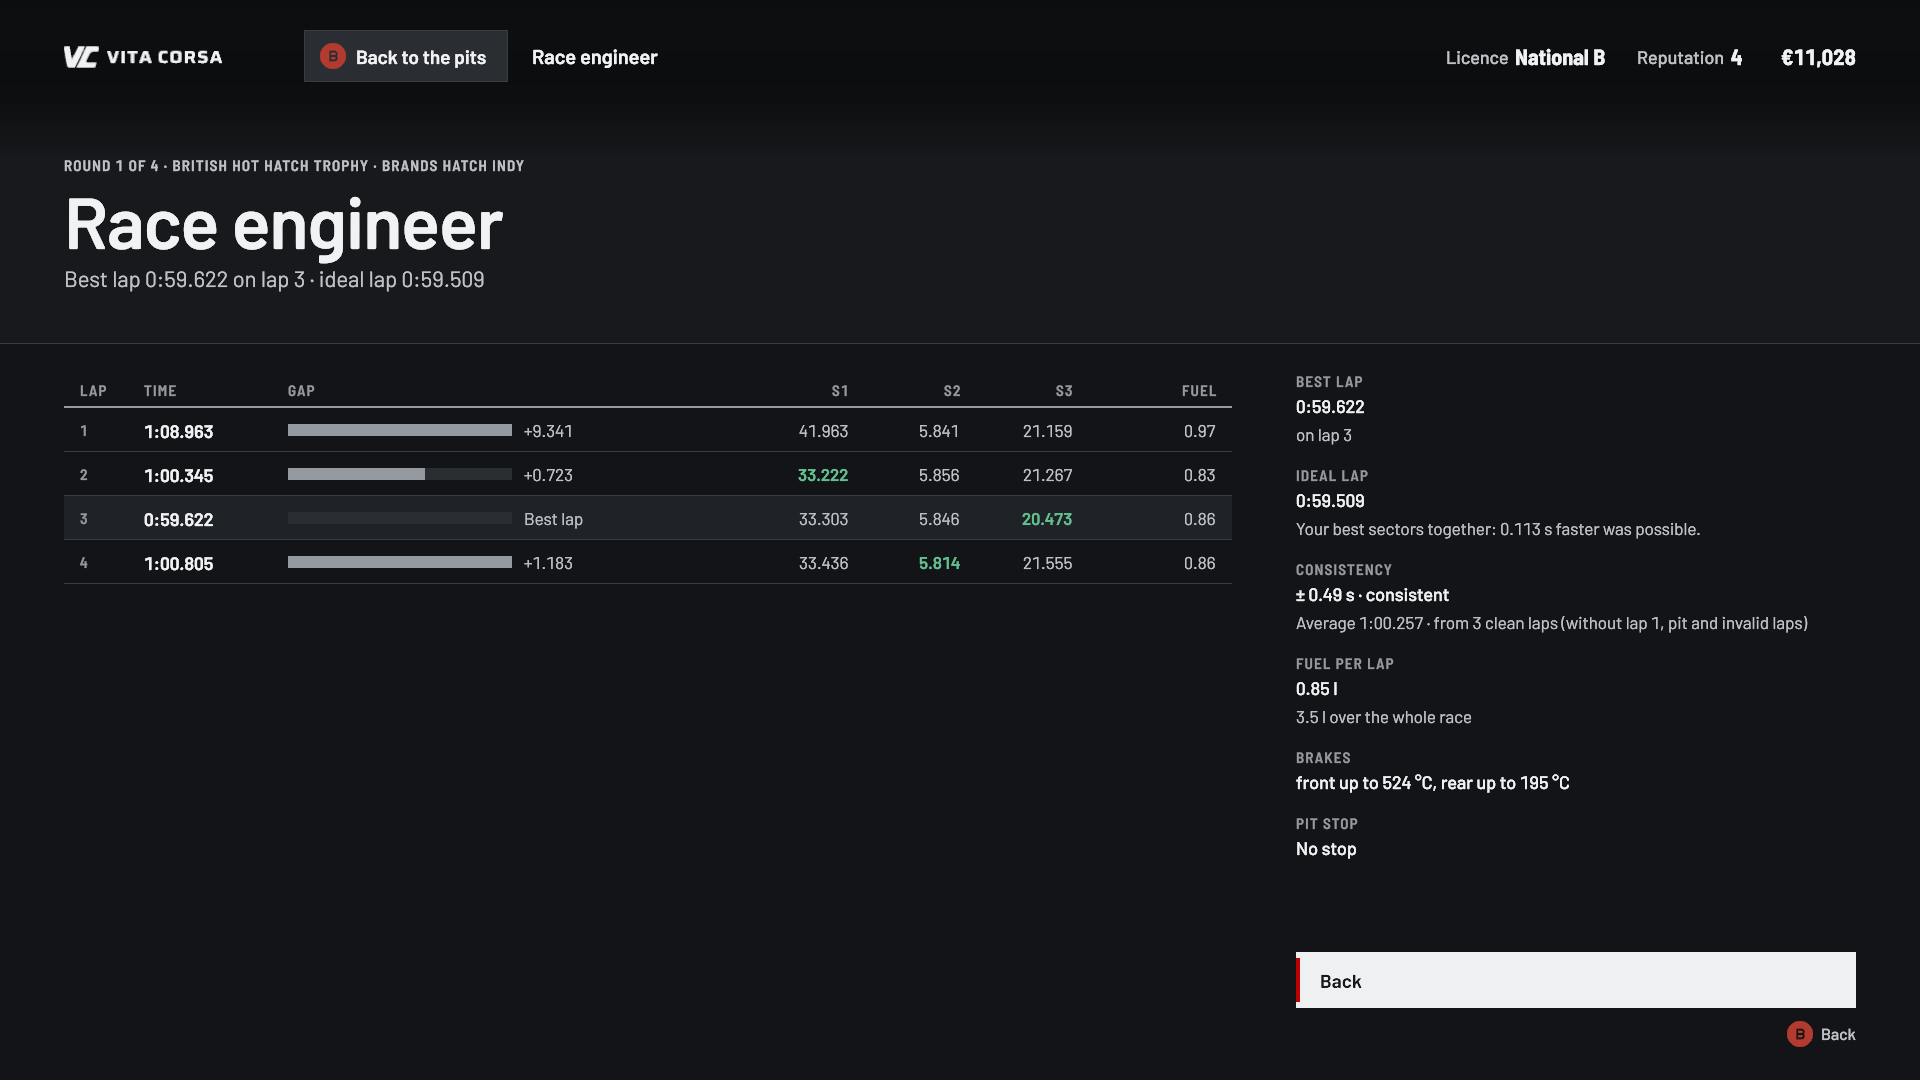 VC VITA CORSA
B Back to the pits
Race engineer
Licence National B
Reputation 4
€11,028
ROUND 1 OF 4 · BRITISH HOT HATCH TROPHY · BRANDS HATCH INDY
Race engineer
Best lap 0:59.622 on lap 3 · ideal lap 0:59.509
LAP TIME GAP S1 S2 S3 FUEL
1 1:08.963 +9.341 41.963 5.841 21.159 0.97
2 1:00.345 +0.723 33.222 5.856 21.267 0.83
3 0:59.622 Best lap 33.303 5.846 20.473 0.86
4 1:00.805 +1.183 33.436 5.814 21.555 0.86
BEST LAP
0:59.622
on lap 3
IDEAL LAP
0:59.509
Your best sectors together: 0.113 s faster was possible.
CONSISTENCY
± 0.49 s · consistent
Average 1:00.257 · from 3 clean laps (without lap 1, pit and invalid laps)
FUEL PER LAP
0.85 l
3.5 l over the whole race
BRAKES
front up to 524 °C, rear up to 195 °C
PIT STOP
No stop
Back
B Back